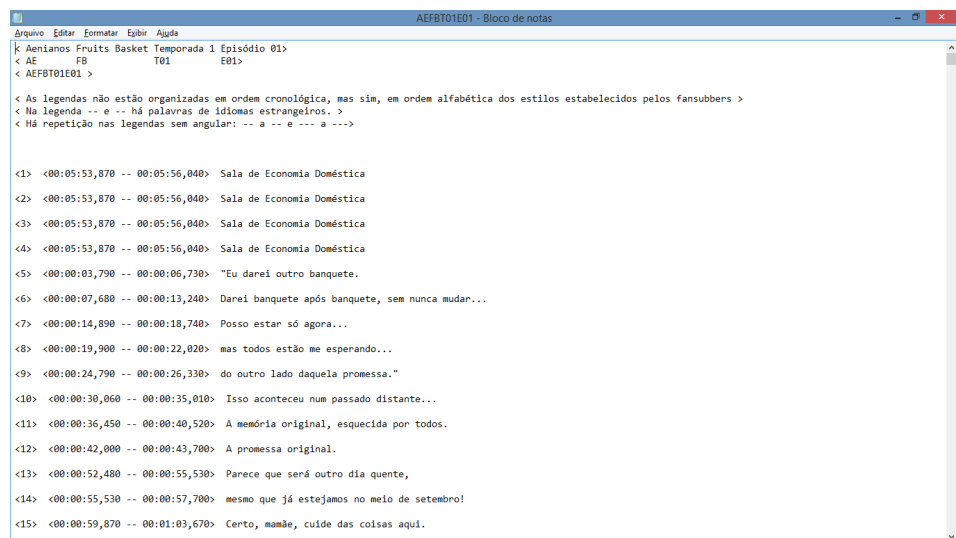 AEFBT01E01 - Bloco de notas
Arquivo Editar Formatar Exibir Ajuda
< Aenianos Fruits Basket Temporada 1 Episódio 01>
< AE FB T01 E01>
< AEFBT01E01 >
< As legendas não estão organizadas em ordem cronológica, mas sim, em ordem alfabética dos estilos estabelecidos pelos fansubbers >
< Na legenda -- e -- há palavras de idiomas estrangeiros. >
< Há repetição nas legendas sem angular: -- a -- e --- a --->
<1> <00:05:53,870 -- 00:05:56,040> Sala de Economia Doméstica
<2> <00:05:53,870 -- 00:05:56,040> Sala de Economia Doméstica
<3> <00:05:53,870 -- 00:05:56,040> Sala de Economia Doméstica
<4> <00:05:53,870 -- 00:05:56,040> Sala de Economia Doméstica
<5> <00:00:03,790 -- 00:00:06,730> "Eu darei outro banquete.
<6> <00:00:07,680 -- 00:00:13,240> Darei banquete após banquete, sem nunca mudar...
<7> <00:00:14,890 -- 00:00:18,740> Posso estar só agora...
<8> <00:00:19,900 -- 00:00:22,020> mas todos estão me esperando...
<9> <00:00:24,790 -- 00:00:26,330> do outro lado daquela promessa."
<10> <00:00:30,060 -- 00:00:35,010> Isso aconteceu num passado distante...
<11> <00:00:36,450 -- 00:00:40,520> A memória original, esquecida por todos.
<12> <00:00:42,000 -- 00:00:43,700> A promessa original.
<13> <00:00:52,480 -- 00:00:55,530> Parece que será outro dia quente,
<14> <00:00:55,530 -- 00:00:57,700> mesmo que já estejamos no meio de setembro!
<15> <00:00:59,870 -- 00:01:03,670> Certo, mamãe, cuide das coisas aqui.